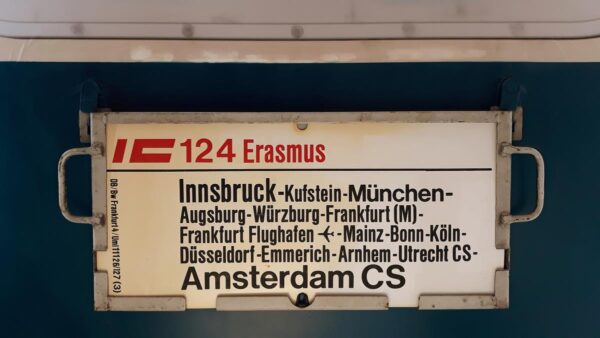 IC 124 Erasmus
Innsbruck-Kufstein-München-
Augsburg-Würzburg-Frankfurt (M)-
Frankfurt Flughafen ✈-Mainz-Bonn-Köln-
Düsseldorf-Emmerich-Arnhem-Utrecht CS-
Amsterdam CS